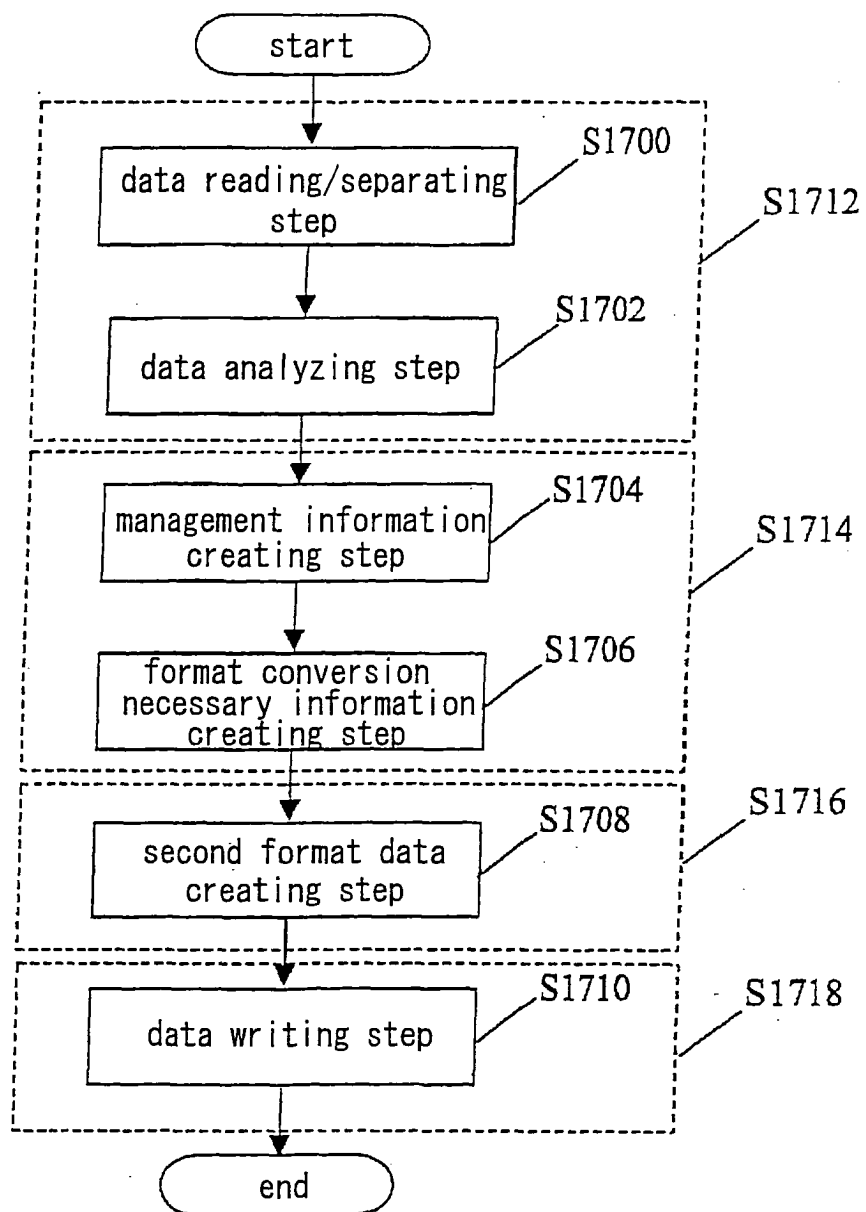 start
S1700
data reading/separating
step
S1712
S1702
data analyzing step
S1704
management information
creating step
S1714
S1706
format conversion
necessary information
creating step
S1708
second format data
creating step
S1716
S1710
data writing step
S1718
end